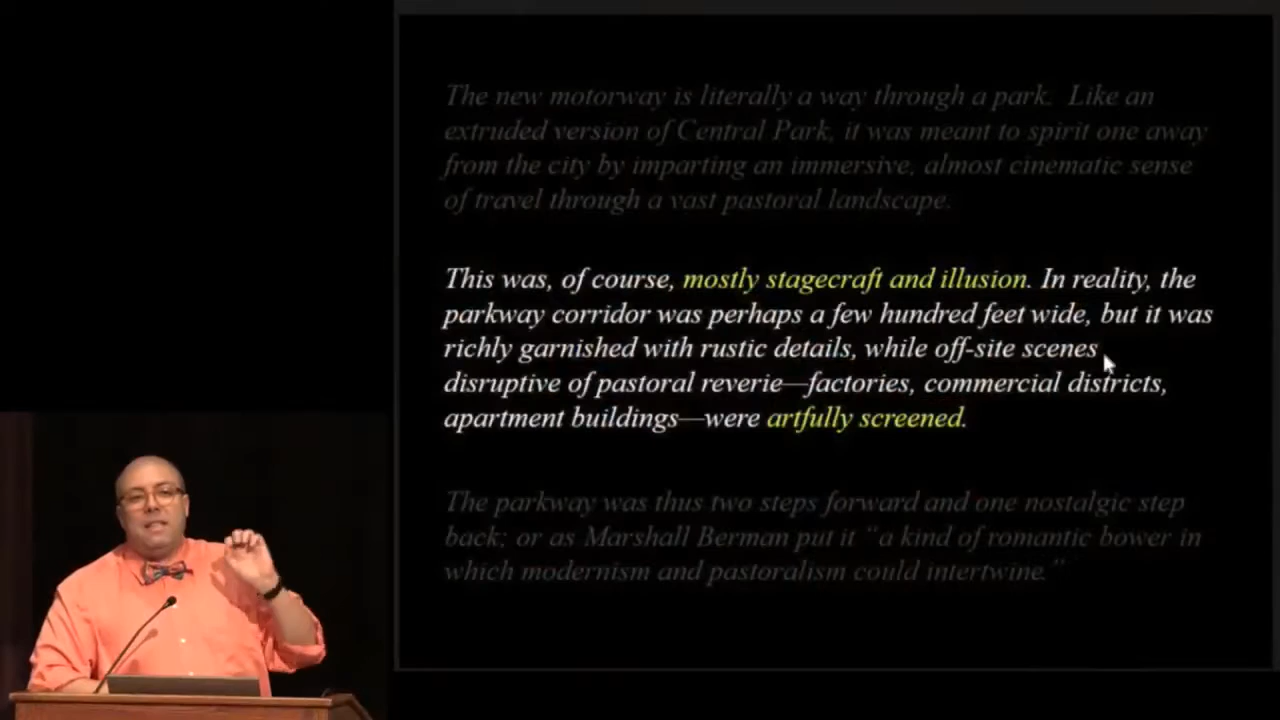 The new motorway is literally a way through a park.  Like an
extruded version of Central Park, it was meant to spirit one away
from the city by imparting an immersive, almost cinematic sense
of travel through a vast pastoral landscape.
This was, of course, mostly stagecraft and illusion. In reality, the
parkway corridor was perhaps a few hundred feet wide, but it was
richly garnished with rustic details, while off-site scenes
disruptive of pastoral reverie—factories, commercial districts,
apartment buildings—were artfully screened.
The parkway was thus two steps forward and one nostalgic step
back; or as Marshall Berman put it “a kind of romantic bower in
which modernism and pastoralism could intertwine.”